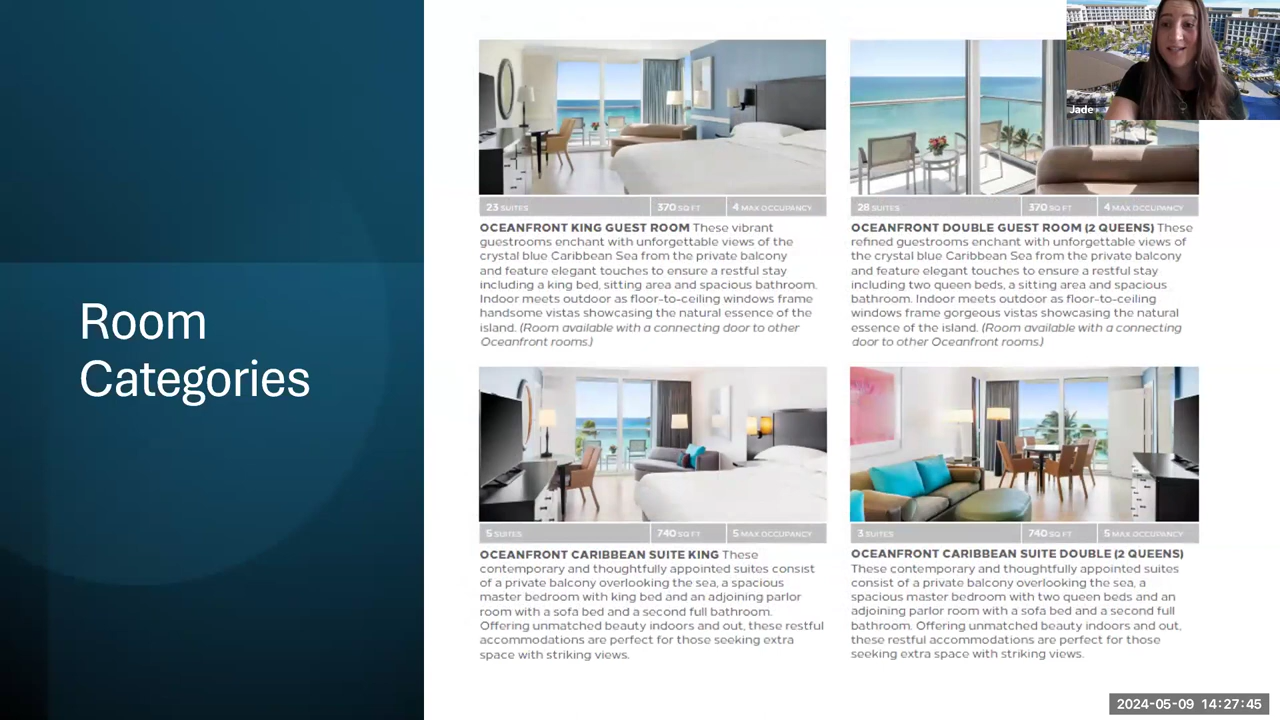 Room
Categories
23 SUITES 370 SQ FT 4 MAX OCCUPANCY
OCEANFRONT KING GUEST ROOM These vibrant
guestrooms enchant with unforgettable views of the
crystal blue Caribbean Sea from the private balcony
and feature elegant touches to ensure a restful stay
including a king bed, sitting area and spacious bathroom.
Indoor meets outdoor as floor-to-ceiling windows frame
handsome vistas showcasing the natural essence of the
island. (Room available with a connecting door to other
Oceanfront rooms.)
28 SUITES 370 SQ FT 4 MAX OCCUPANCY
OCEANFRONT DOUBLE GUEST ROOM (2 QUEENS) These
refined guestrooms enchant with unforgettable views of
the crystal blue Caribbean Sea from the private balcony
and feature elegant touches to ensure a restful stay
including two queen beds, a sitting area and spacious
bathroom. Indoor meets outdoor as floor-to-ceiling
windows frame gorgeous vistas showcasing the natural
essence of the island. (Room available with a connecting
door to other Oceanfront rooms.)
5 SUITES 740 SQ FT 5 MAX OCCUPANCY
OCEANFRONT CARIBBEAN SUITE KING These
contemporary and thoughtfully appointed suites consist
of a private balcony overlooking the sea, a spacious
master bedroom with king bed and an adjoining parlor
room with a sofa bed and a second full bathroom.
Offering unmatched beauty indoors and out, these restful
accommodations are perfect for those seeking extra
space with striking views.
3 SUITES 740 SQ FT 5 MAX OCCUPANCY
OCEANFRONT CARIBBEAN SUITE DOUBLE (2 QUEENS)
These contemporary and thoughtfully appointed suites
consist of a private balcony overlooking the sea, a
spacious master bedroom with two queen beds and an
adjoining parlor room with a sofa bed and a second full
bathroom. Offering unmatched beauty indoors and out,
these restful accommodations are perfect for those
seeking extra space with striking views.
Jade
2024-05-09 14:27:45